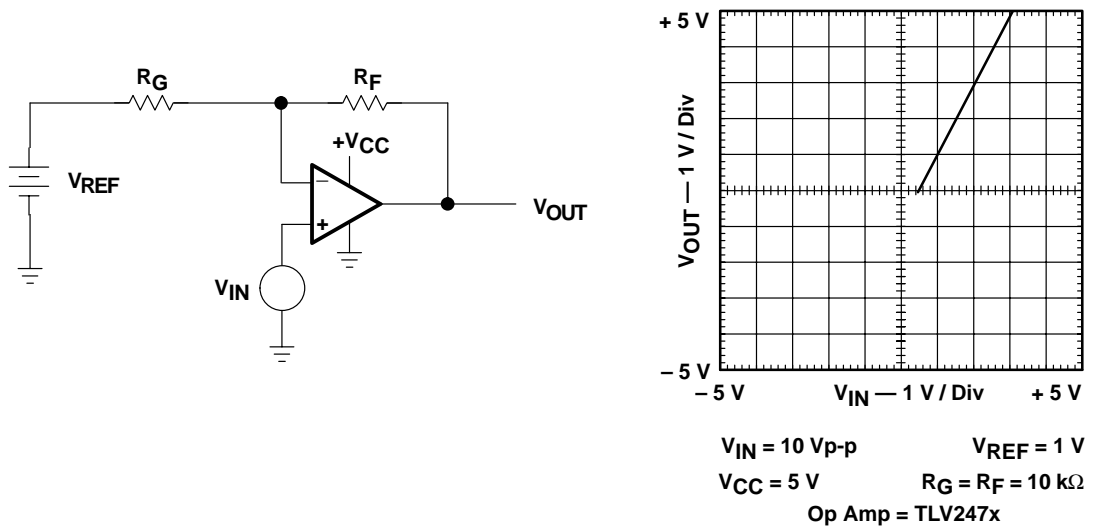 RG
RF
+VCC
VREF
–
+
VOUT
VIN
+ 5 V
VOUT — 1 V / Div
– 5 V
– 5 V
VIN — 1 V / Div
+ 5 V
VIN = 10 Vp-p
VREF = 1 V
VCC = 5 V
RG = RF = 10 kΩ
Op Amp = TLV247x